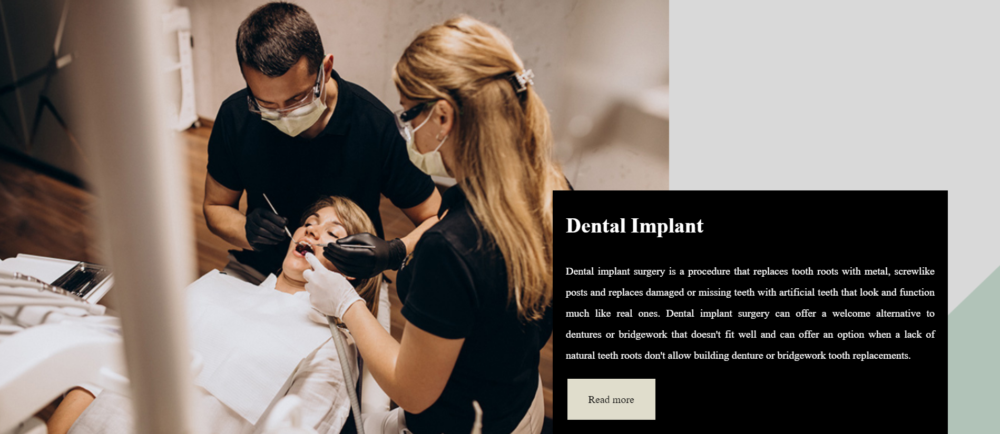 Dental Implant
Dental implant surgery is a procedure that replaces tooth roots with metal, screwlike
posts and replaces damaged or missing teeth with artificial teeth that look and function
much like real ones. Dental implant surgery can offer a welcome alternative to
dentures or bridgework that doesn't fit well and can offer an option when a lack of
natural teeth roots don't allow building denture or bridgework tooth replacements.
Read more